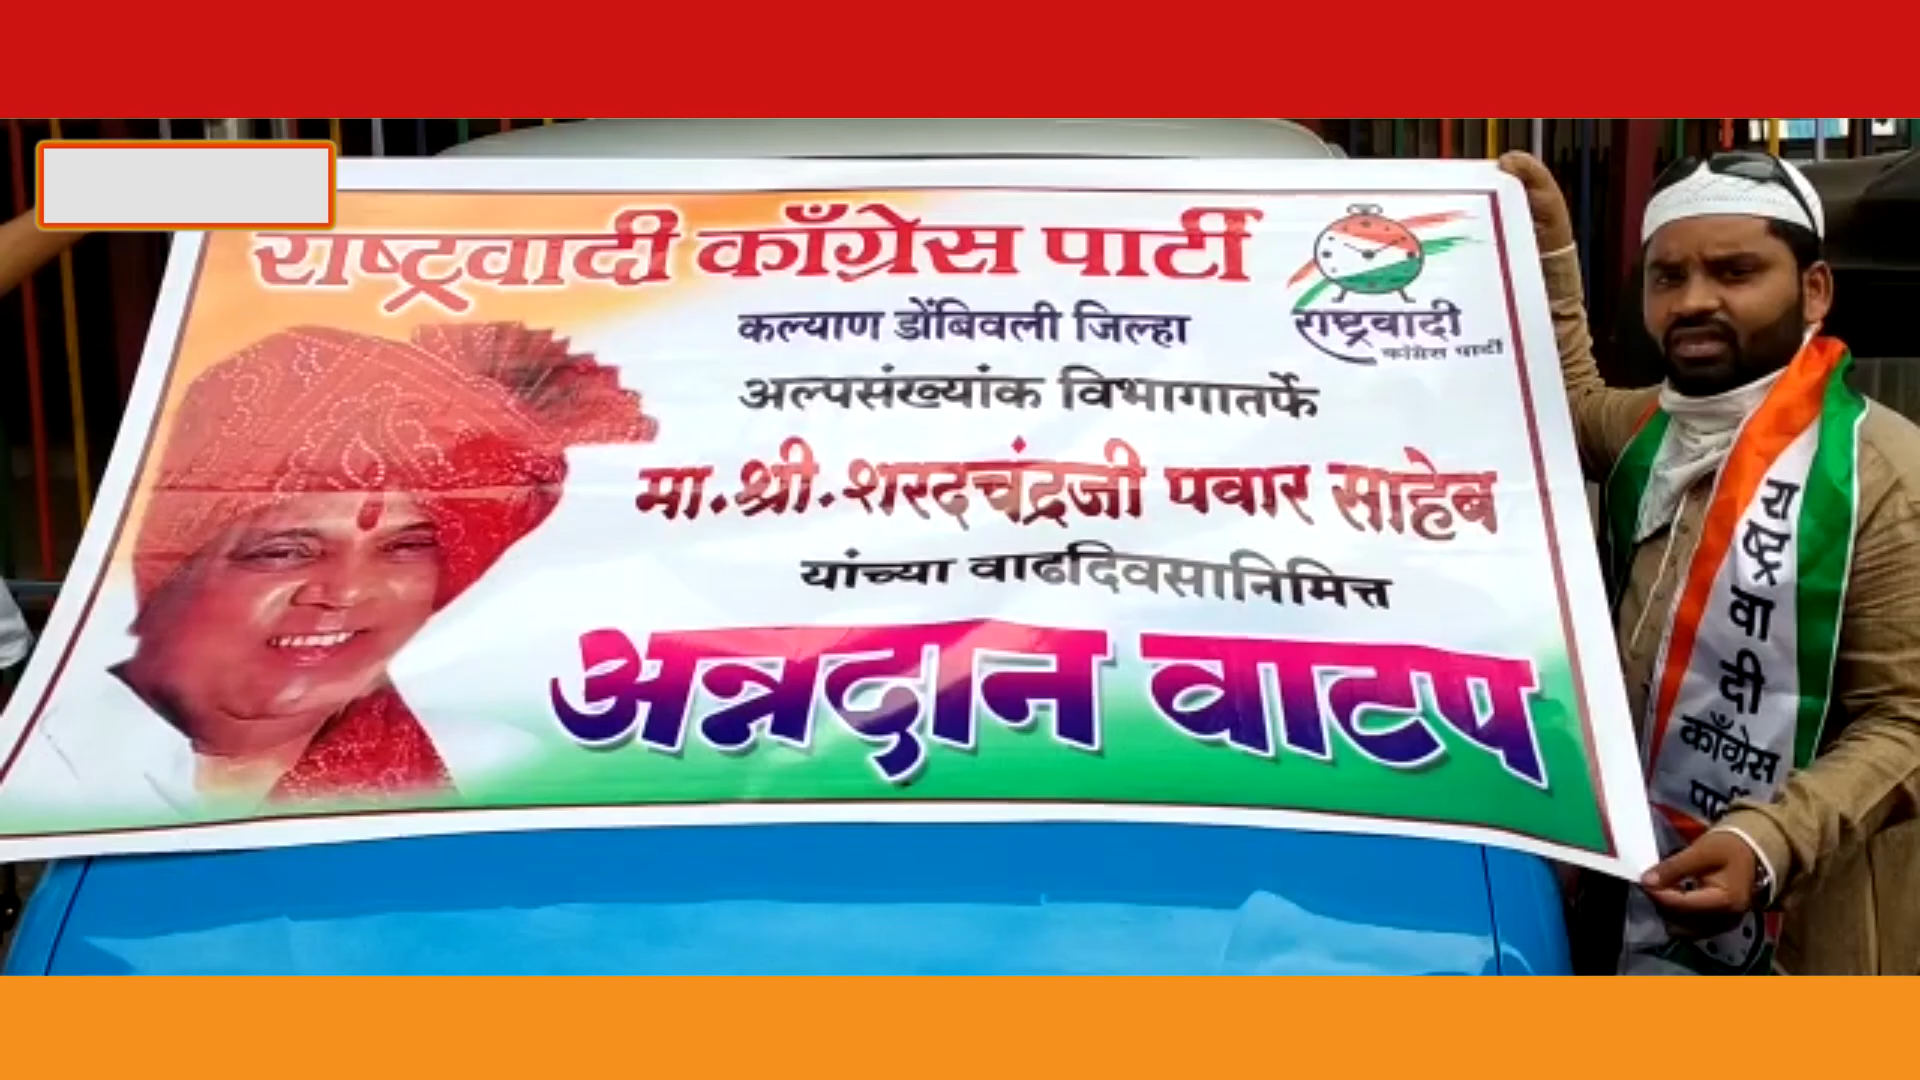 राष्ट्रवादी काँग्रेस पार्टी
कल्याण डोंबिवली जिल्हा
अल्पसंख्यांक विभागातर्फे
मा.श्री.शरदचंद्रजी पवार साहेब
यांच्या वाढदिवसानिमित्त
अन्नदान वाटप
राष्ट्रवादी
काँग्रेस पार्टी
राष्ट्रवादी
काँग्रेस